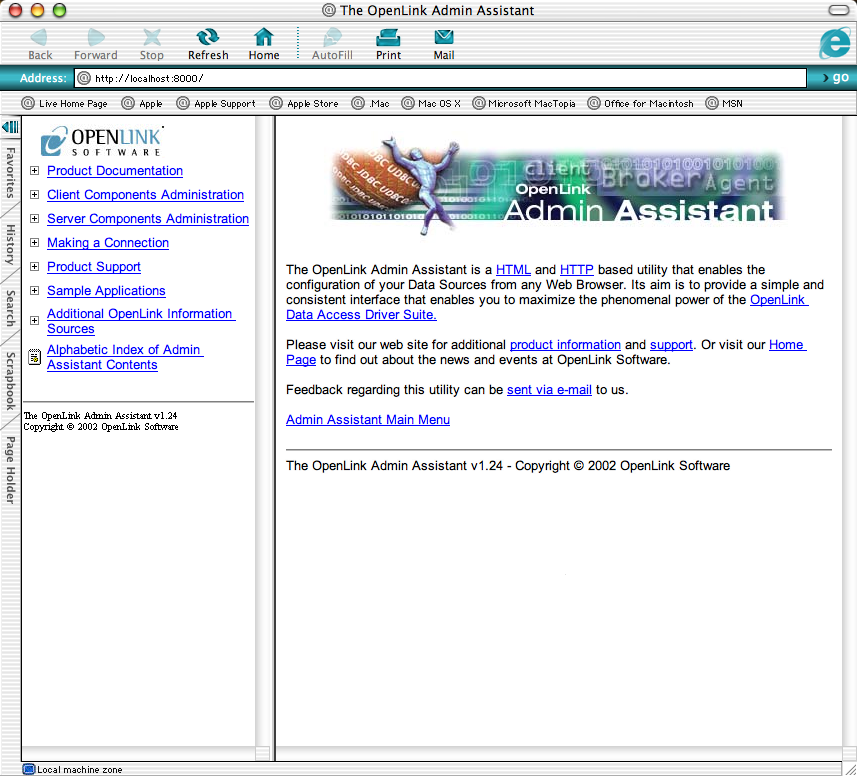 The OpenLink Admin Assistant
Back
Forward
Stop
Refresh
Home
AutoFill
Print
Mail
Address:
http://localhost:8000/
go
Live Home Page
Apple
Apple Support
Apple Store
.Mac
Mac OS X
Microsoft MacTopia
Office for Macintosh
MSN
Favorites
History
Search
Scrapbook
Page Holder
OPENLINK
SOFTWARE
Product Documentation
Client Components Administration
Server Components Administration
Making a Connection
Product Support
Sample Applications
Additional OpenLink Information
Sources
Alphabetic Index of Admin
Assistant Contents
The OpenLink Admin Assistant v1.24
Copyright © 2002 OpenLink Software
client
Broker
Agent
OpenLink
Admin Assistant
The OpenLink Admin Assistant is a HTML and HTTP based utility that enables the
configuration of your Data Sources from any Web Browser. Its aim is to provide a simple and
consistent interface that enables you to maximize the phenomenal power of the OpenLink
Data Access Driver Suite.
Please visit our web site for additional product information and support. Or visit our Home
Page to find out about the news and events at OpenLink Software.
Feedback regarding this utility can be sent via e-mail to us.
Admin Assistant Main Menu
The OpenLink Admin Assistant v1.24 - Copyright © 2002 OpenLink Software
Local machine zone